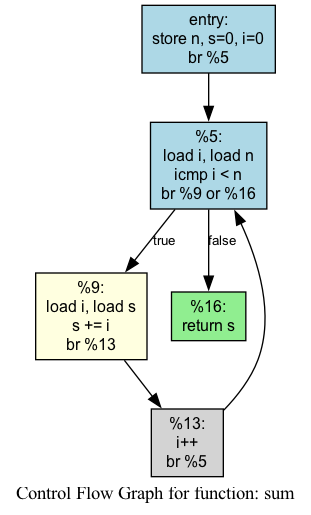 entry:
store n, s=0, i=0
br %5
%5:
load i, load n
icmp i < n
br %9 or %16
true
false
%9:
load i, load s
s += i
br %13
%16:
return s
%13:
i++
br %5
Control Flow Graph for function: sum